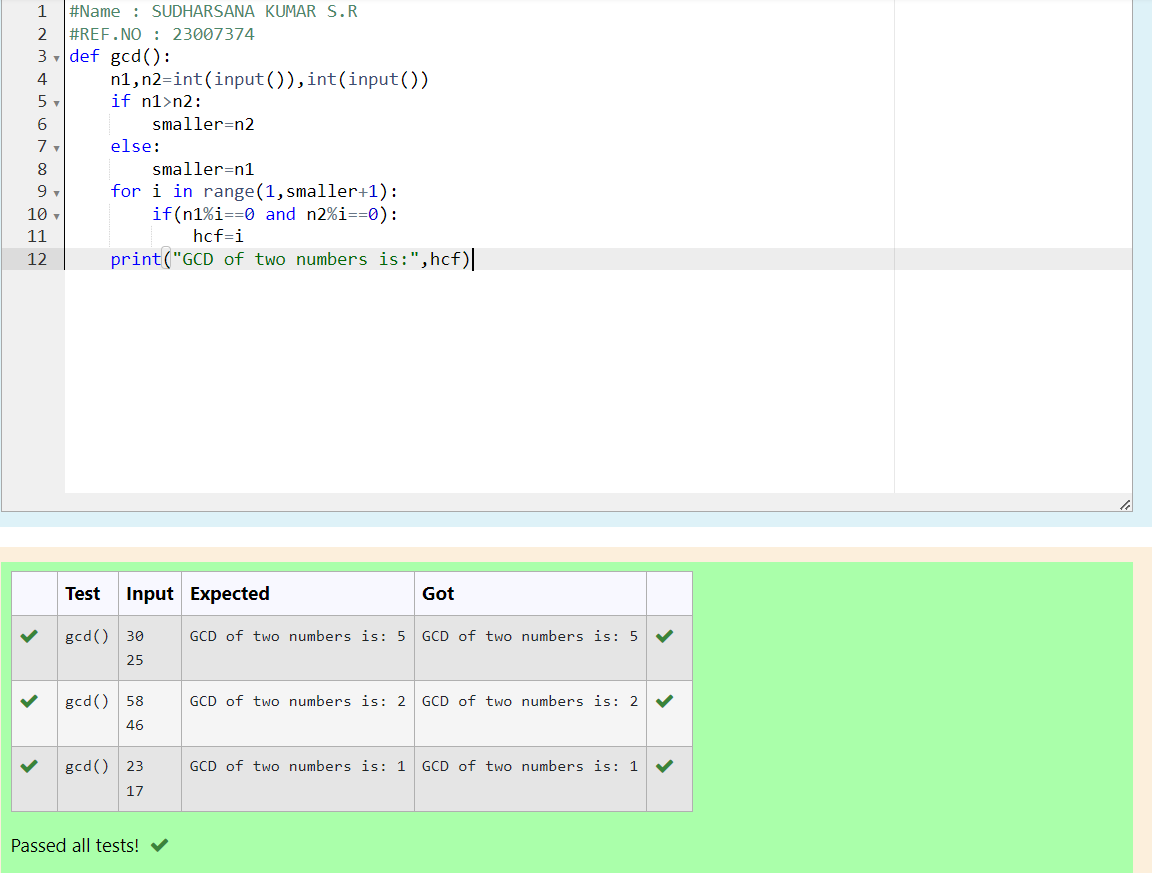 1 #Name : SUDHARSANA KUMAR S.R
2 #REF.NO : 23007374
3 def gcd():
4     n1,n2=int(input()),int(input())
5     if n1>n2:
6         smaller=n2
7     else:
8         smaller=n1
9     for i in range(1,smaller+1):
10         if(n1%i==0 and n2%i==0):
11             hcf=i
12     print("GCD of two numbers is:",hcf)
Test Input Expected Got
gcd() 30 GCD of two numbers is: 5 GCD of two numbers is: 5
25
gcd() 58 GCD of two numbers is: 2 GCD of two numbers is: 2
46
gcd() 23 GCD of two numbers is: 1 GCD of two numbers is: 1
17
Passed all tests!